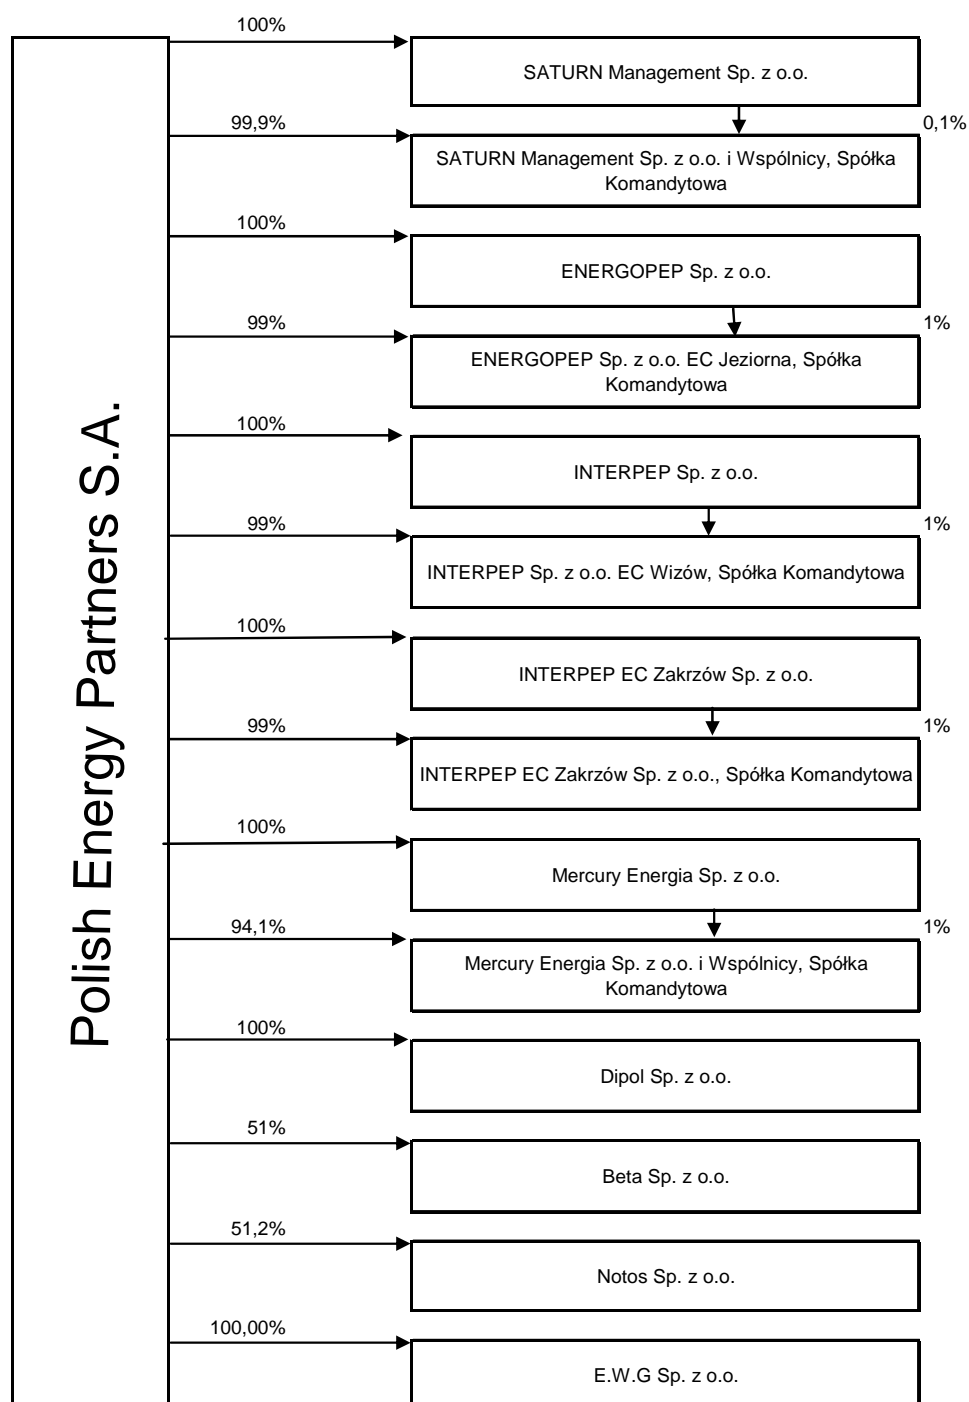 Polish Energy Partners S.A.
100%
SATURN Management Sp. z o.o.
99,9%
0,1%
SATURN Management Sp. z o.o. i Wspólnicy, Spółka
Komandytowa
100%
ENERGOPEP Sp. z o.o.
99%
1%
ENERGOPEP Sp. z o.o. EC Jeziorna, Spółka
Komandytowa
100%
INTERPEP Sp. z o.o.
99%
1%
INTERPEP Sp. z o.o. EC Wizów, Spółka Komandytowa
100%
INTERPEP EC Zakrzów Sp. z o.o.
99%
1%
INTERPEP EC Zakrzów Sp. z o.o., Spółka Komandytowa
100%
Mercury Energia Sp. z o.o.
94,1%
1%
Mercury Energia Sp. z o.o. i Wspólnicy, Spółka
Komandytowa
100%
Dipol Sp. z o.o.
51%
Beta Sp. z o.o.
51,2%
Notos Sp. z o.o.
100,00%
E.W.G Sp. z o.o.